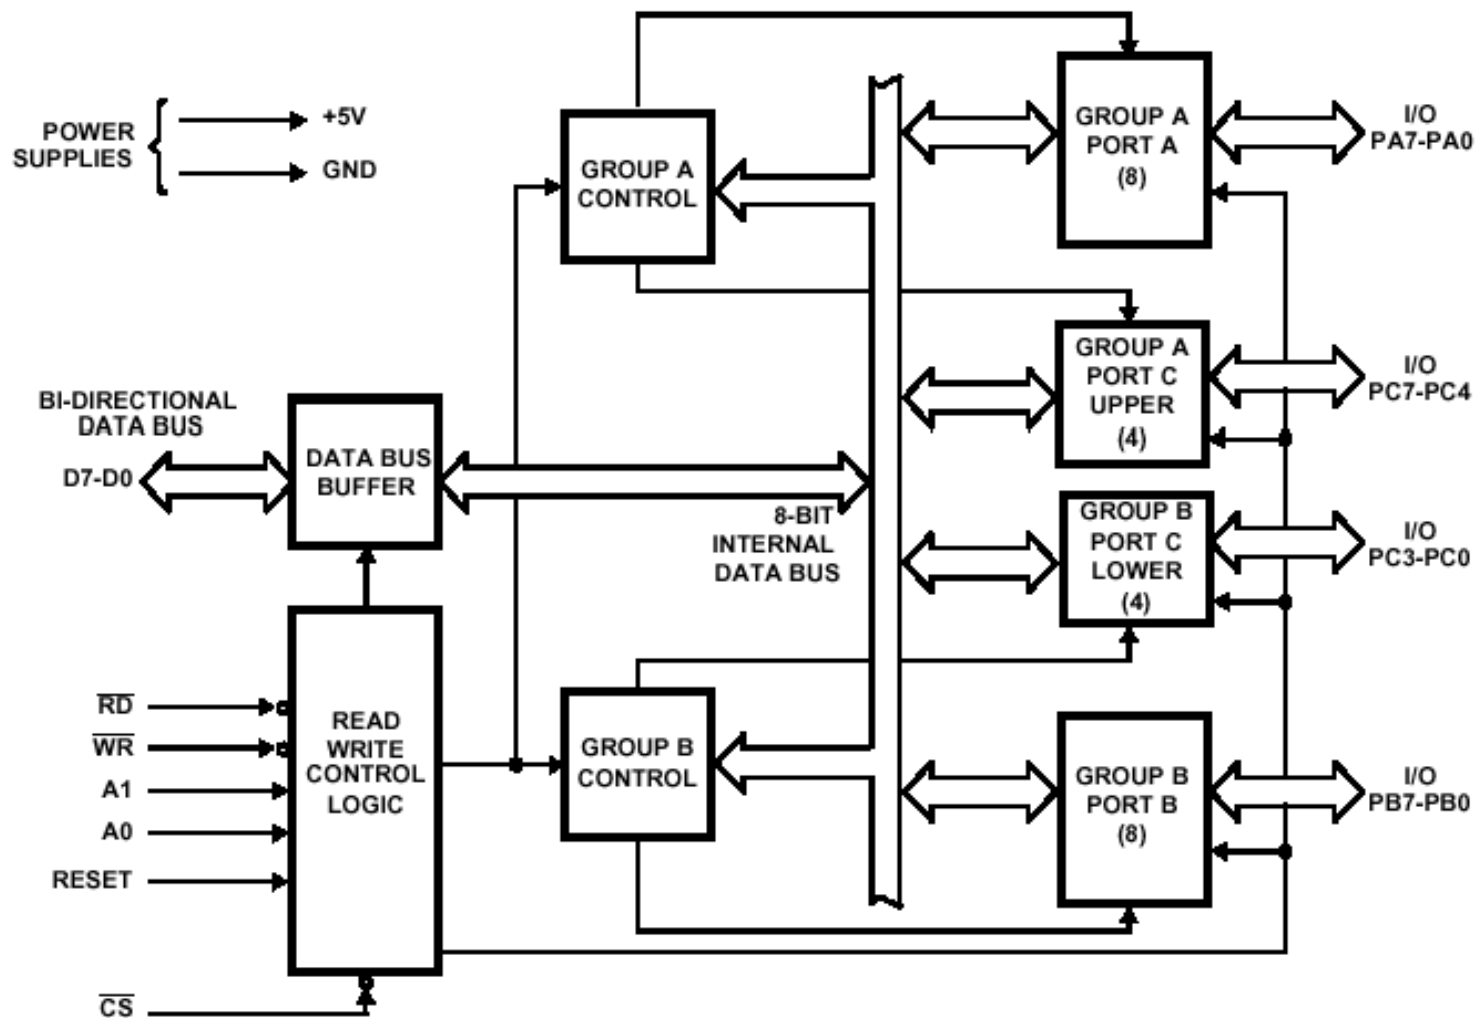 POWER
SUPPLIES
+5V
GND
GROUP A
CONTROL
GROUP A
PORT A
(8)
I/O
PA7-PA0
GROUP A
PORT C
UPPER
(4)
I/O
PC7-PC4
BI-DIRECTIONAL
DATA BUS
D7-D0
DATA BUS
BUFFER
8-BIT
INTERNAL
DATA BUS
GROUP B
PORT C
LOWER
(4)
I/O
PC3-PC0
RD
WR
A1
A0
RESET
CS
READ
WRITE
CONTROL
LOGIC
GROUP B
CONTROL
GROUP B
PORT B
(8)
I/O
PB7-PB0